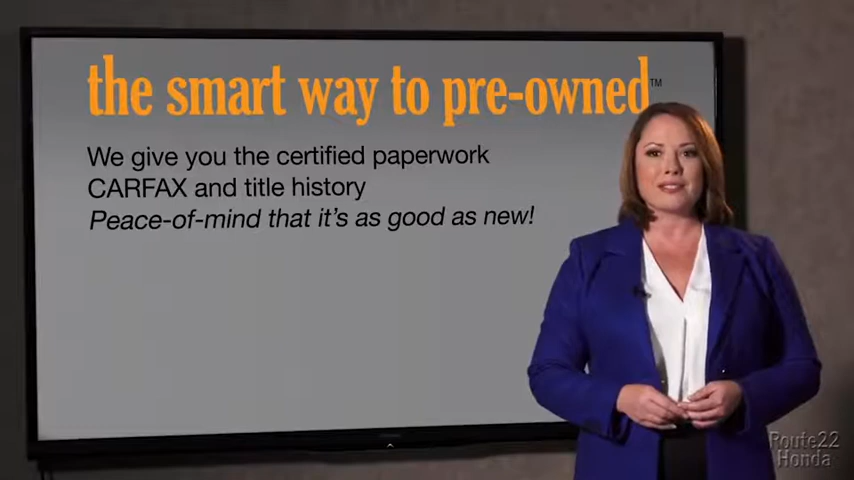 the smart way to pre-owned™
We give you the certified paperwork
CARFAX and title history
Peace-of-mind that it's as good as new!
Route22
Honda